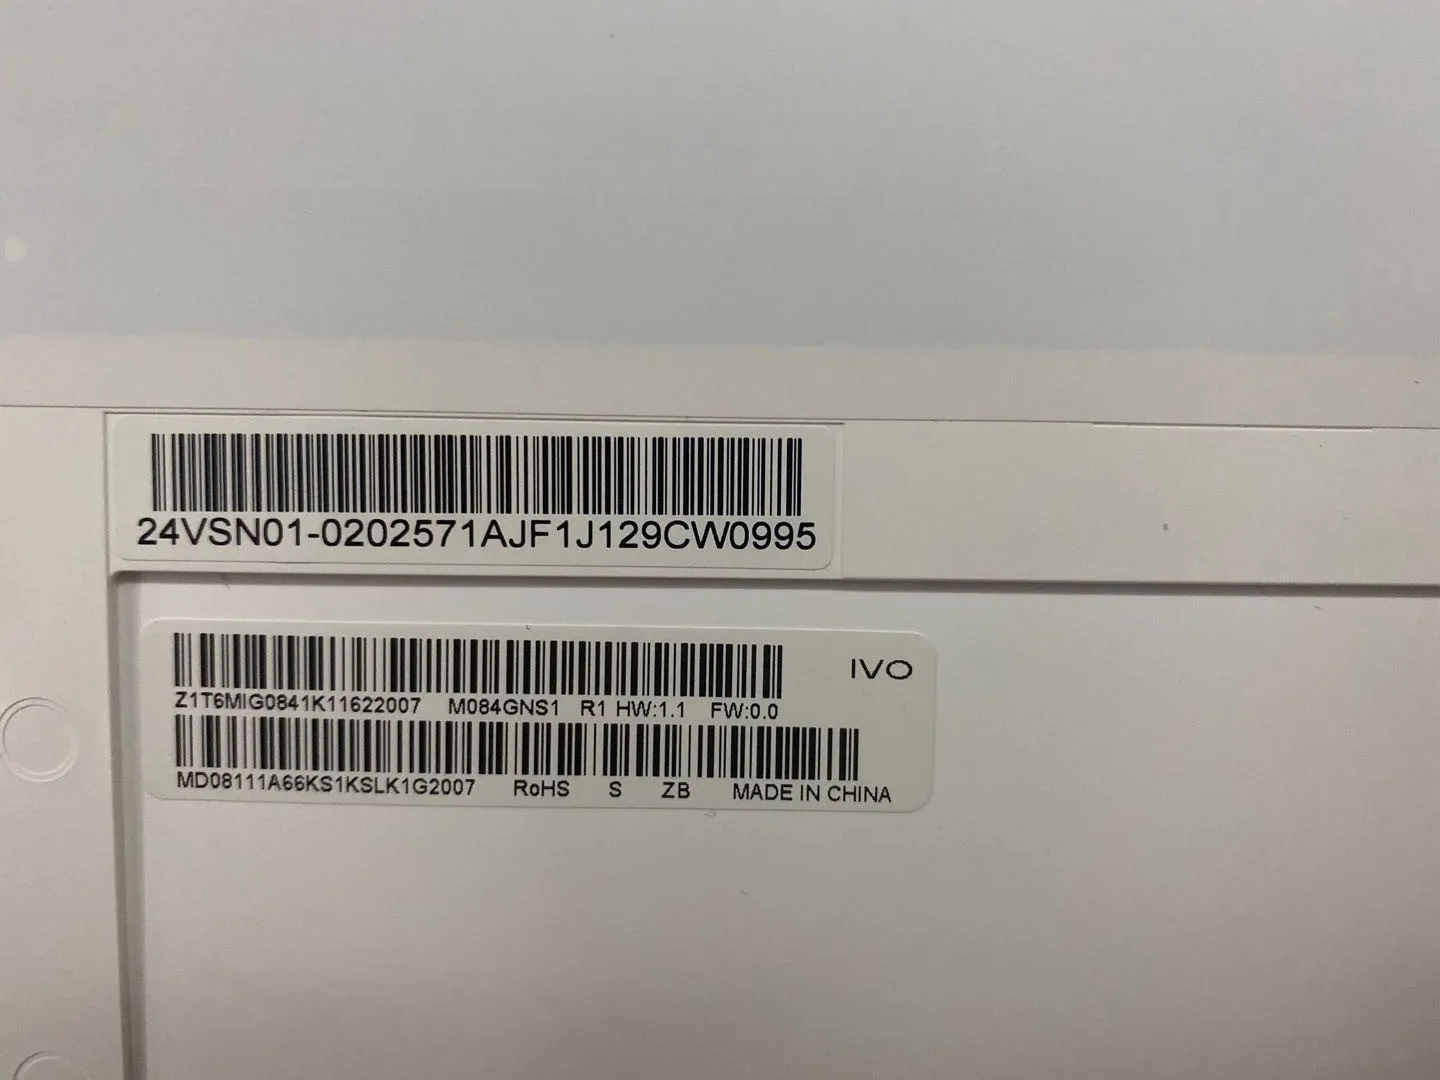 24VSN01-0202571AJF1J129CW0995
IVO
Z1T6MIG0841K11622007 M084GNS1 R1 HW:1.1 FW:0.0
MD08111A66KS1KSLK1G2007 RoHS S ZB MADE IN CHINA